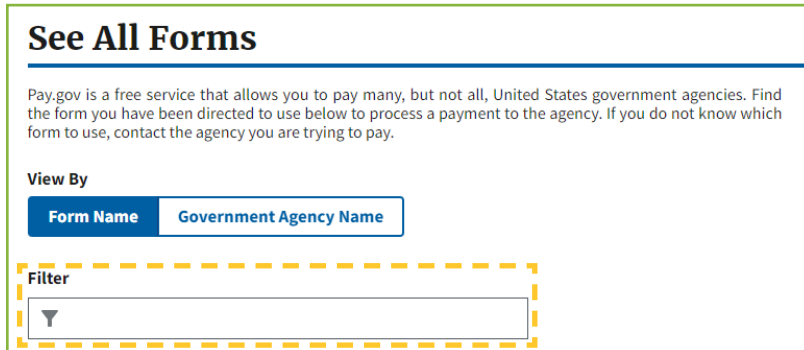 See All Forms
Pay.gov is a free service that allows you to pay many, but not all, United States government agencies. Find
the form you have been directed to use below to process a payment to the agency. If you do not know which
form to use, contact the agency you are trying to pay.
View By
Form Name Government Agency Name
Filter